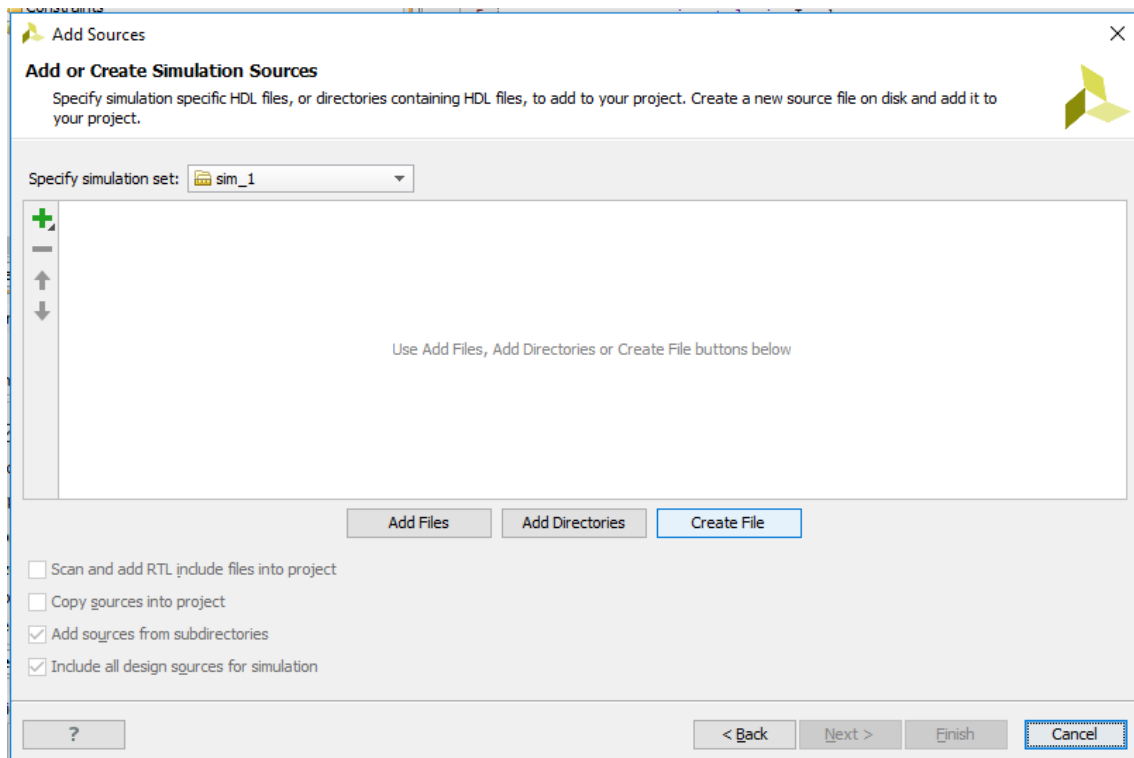 Constraints
Add Sources
Add or Create Simulation Sources
Specify simulation specific HDL files, or directories containing HDL files, to add to your project. Create a new source file on disk and add it to
your project.
Specify simulation set: sim_1
Use Add Files, Add Directories or Create File buttons below
Add Files Add Directories Create File
Scan and add RTL include files into project
Copy sources into project
Add sources from subdirectories
Include all design sources for simulation
? < Back Next > Finish Cancel